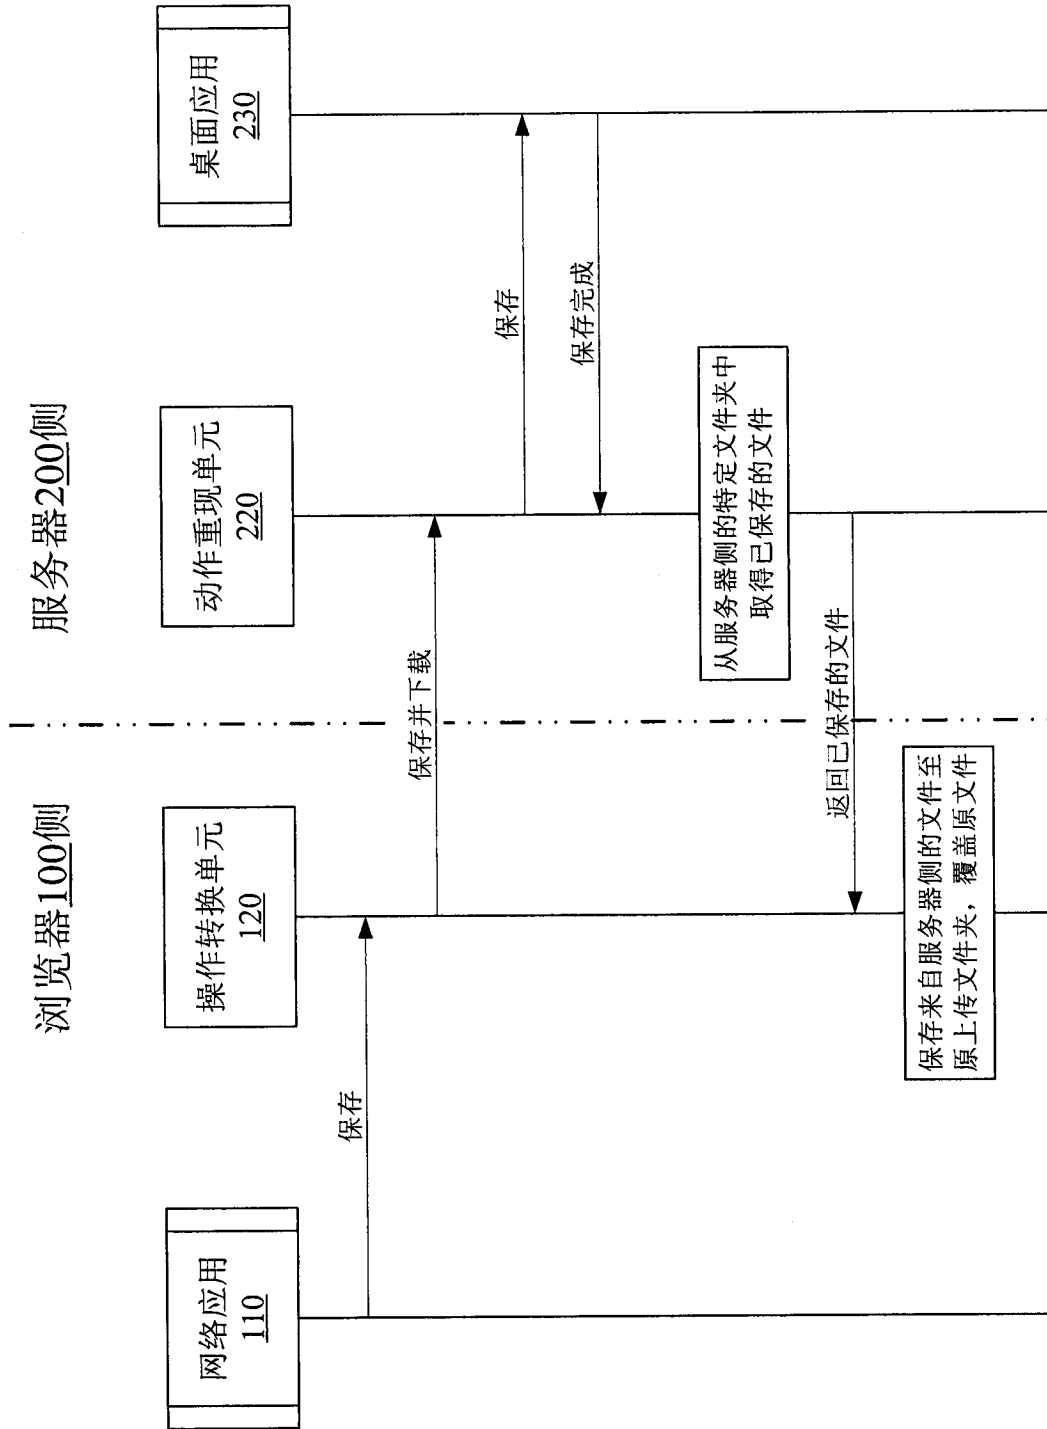 浏览器100侧
服务器200侧
网络应用
110
操作转换单元
120
动作重现单元
220
桌面应用
230
保存
保存并下载
保存
保存完成
从服务器侧的特定文件夹中
取得已保存的文件
返回已保存的文件
保存来自服务器侧的文件至
原上传文件夹，覆盖原文件